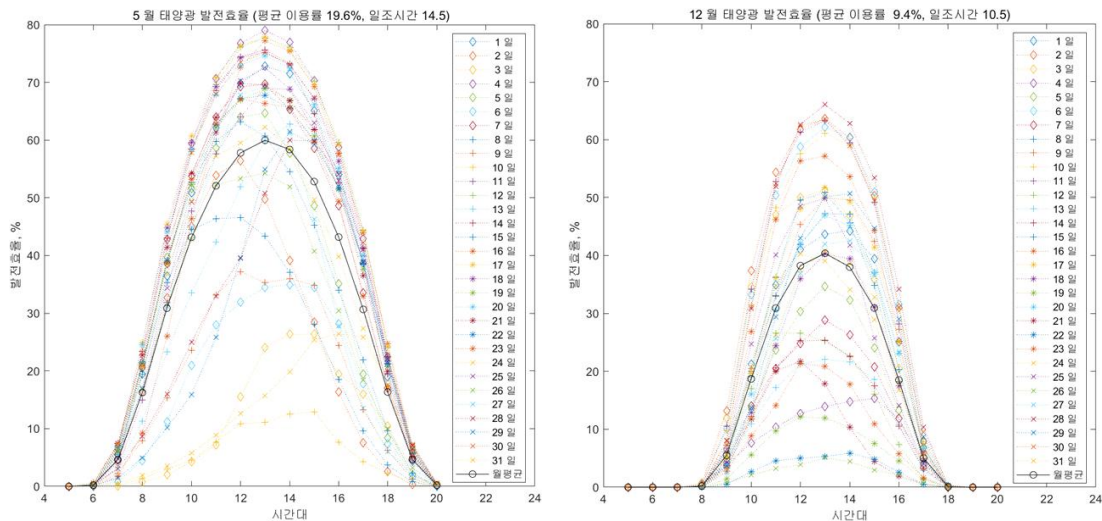 5 월 태양광 발전효율 (평균 이용률 19.6%, 일조시간 14.5)
80
70
60
50
40
30
20
10
0
발전효율, %
4 6 8 10 12 14 16 18 20 22 24
시간대
1 일
2 일
3 일
4 일
5 일
6 일
7 일
8 일
9 일
10 일
11 일
12 일
13 일
14 일
15 일
16 일
17 일
18 일
19 일
20 일
21 일
22 일
23 일
24 일
25 일
26 일
27 일
28 일
29 일
30 일
31 일
월평균
12 월 태양광 발전효율 (평균 이용률 9.4%, 일조시간 10.5)
80
70
60
50
40
30
20
10
0
발전효율, %
4 6 8 10 12 14 16 18 20 22 24
시간대
1 일
2 일
3 일
4 일
5 일
6 일
7 일
8 일
9 일
10 일
11 일
12 일
13 일
14 일
15 일
16 일
17 일
18 일
19 일
20 일
21 일
22 일
23 일
24 일
25 일
26 일
27 일
28 일
29 일
30 일
31 일
월평균